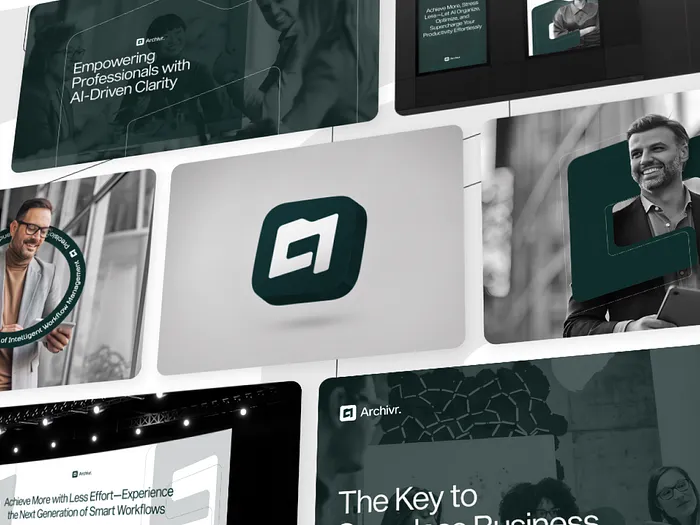 Archivr.
Empowering
Professionals with
AI-Driven Clarity
Achieve More, Stress
Less—Let AI Organize,
Optimize, and
Supercharge Your
Productivity Effortlessly
Archivr.
of Intelligent Workflow Management
Archivr.
Achieve More with Less Effort—Experience
the Next Generation of Smart Workflows
Archivr.
The Key to
Business